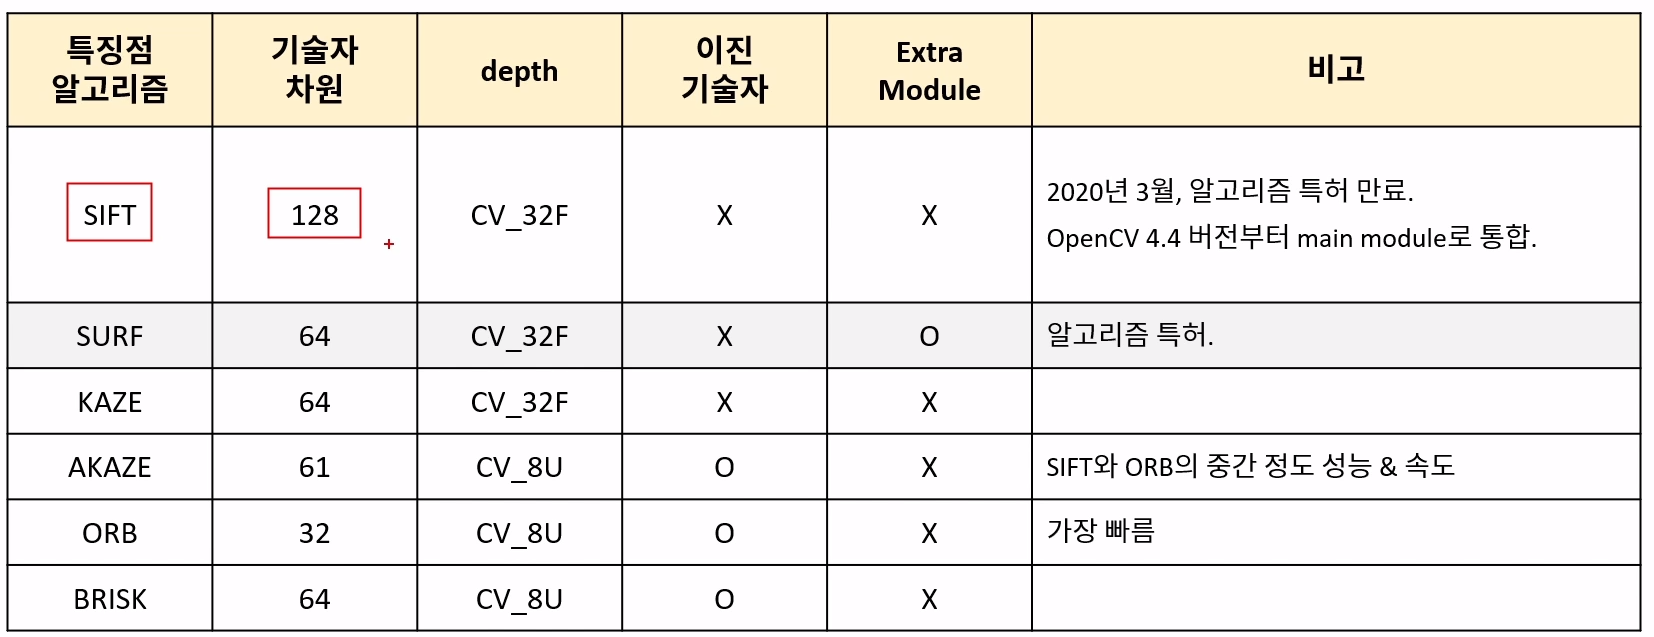 특징점
알고리즘
기술자
차원
depth
이진
기술자
Extra
Module
비고
SIFT
128
CV_32F
X
X
2020년 3월, 알고리즘 특허 만료.
OpenCV 4.4 버전부터 main module로 통합.
SURF
64
CV_32F
X
O
알고리즘 특허.
KAZE
64
CV_32F
X
X
AKAZE
61
CV_8U
O
X
SIFT와 ORB의 중간 정도 성능 & 속도
ORB
32
CV_8U
O
X
가장 빠름
BRISK
64
CV_8U
O
X